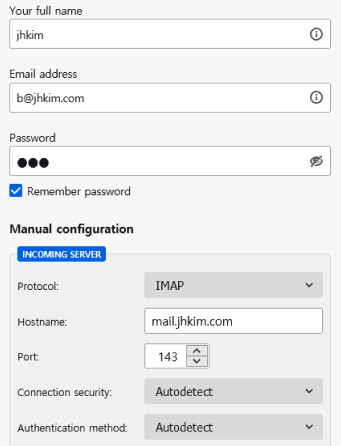 Your full name
jhkim
Email address
b@jhkim.com
Password
●●●
Remember password
Manual configuration
INCOMING SERVER
Protocol: IMAP
Hostname: mail.jhkim.com
Port: 143
Connection security: Autodetect
Authentication method: Autodetect